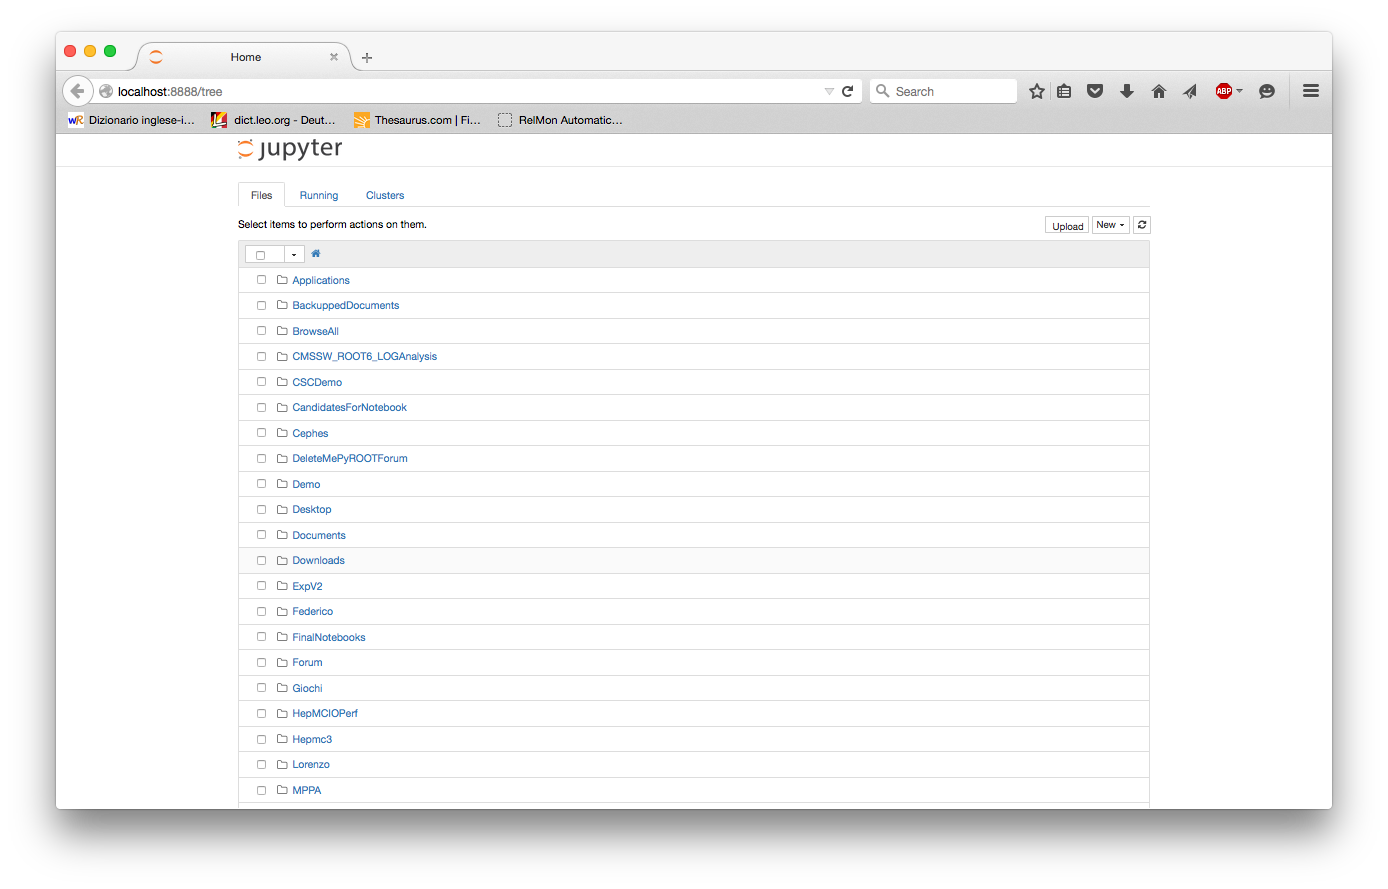 Home
localhost:8888/tree
Search
ABP
WR Dizionario inglese-i... dict.leo.org - Deut... Thesaurus.com | Fi... RelMon Automatic...
jupyter
Files Running Clusters
Select items to perform actions on them.
Upload New
Applications
BackuppedDocuments
BrowseAll
CMSSW_ROOT6_LOGAnalysis
CSCDemo
CandidatesForNotebook
Cephes
DeleteMePyROOTForum
Demo
Desktop
Documents
Downloads
ExpV2
Federico
FinalNotebooks
Forum
Giochi
HepMCIOPerf
Hepmc3
Lorenzo
MPPA